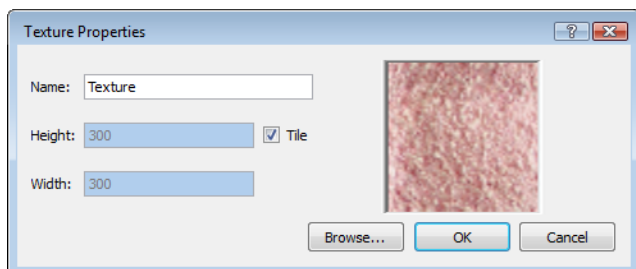 Texture Properties
Name: Texture
Height: 300 Tile
Width: 300
Browse... OK Cancel